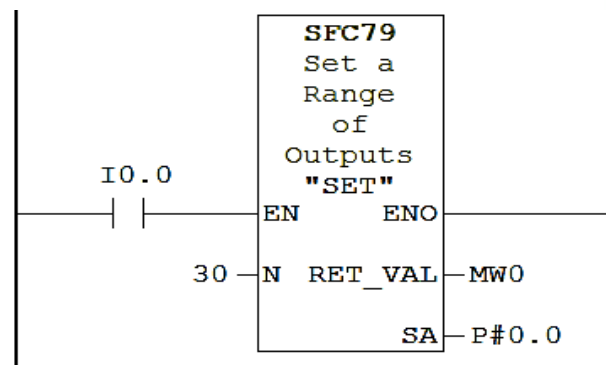 SFC79
Set a
Range
of
Outputs
"SET"
I0.0
EN ENO
30 N RET_VAL MW0
SA P#0.0